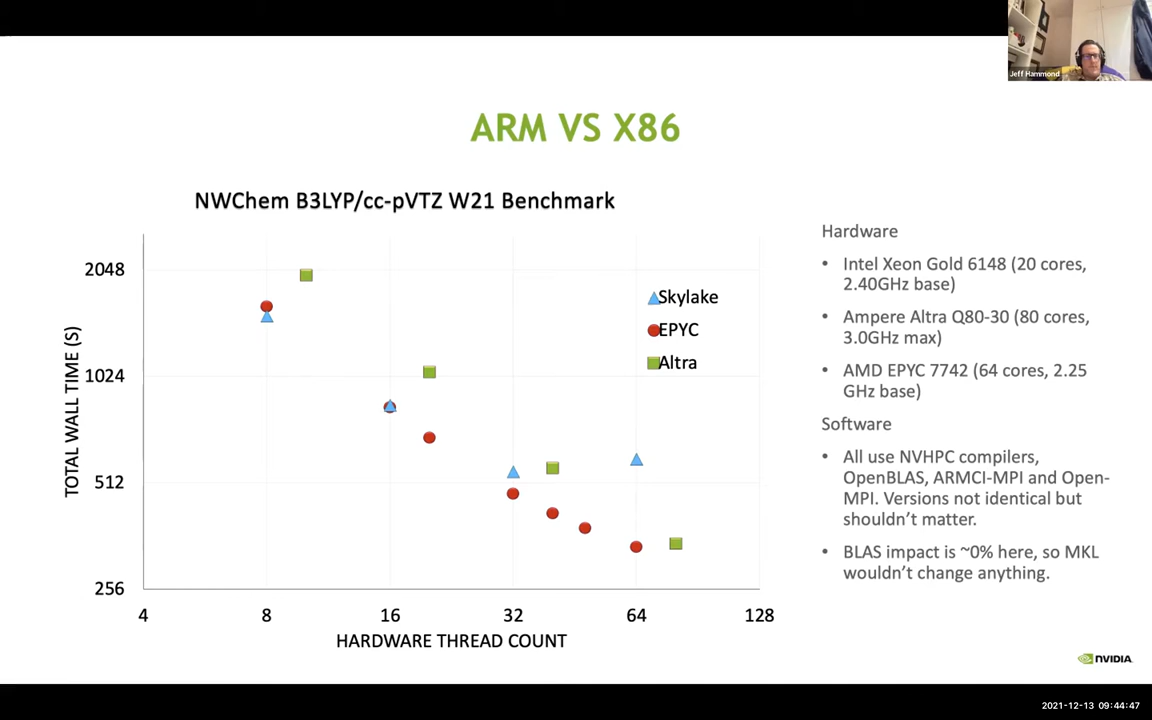 Jeff Hammond
ARM VS X86
NWChem B3LYP/cc-pVTZ W21 Benchmark
TOTAL WALL TIME (S)
2048
1024
512
256
4 8 16 32 64 128
HARDWARE THREAD COUNT
Skylake
EPYC
Altra
Hardware
• Intel Xeon Gold 6148 (20 cores,
2.40GHz base)
• Ampere Altra Q80-30 (80 cores,
3.0GHz max)
• AMD EPYC 7742 (64 cores, 2.25
GHz base)
Software
• All use NVHPC compilers,
OpenBLAS, ARMCI-MPI and Open-
MPI. Versions not identical but
shouldn’t matter.
• BLAS impact is ~0% here, so MKL
wouldn’t change anything.
NVIDIA.
2021-12-13 09:44:47